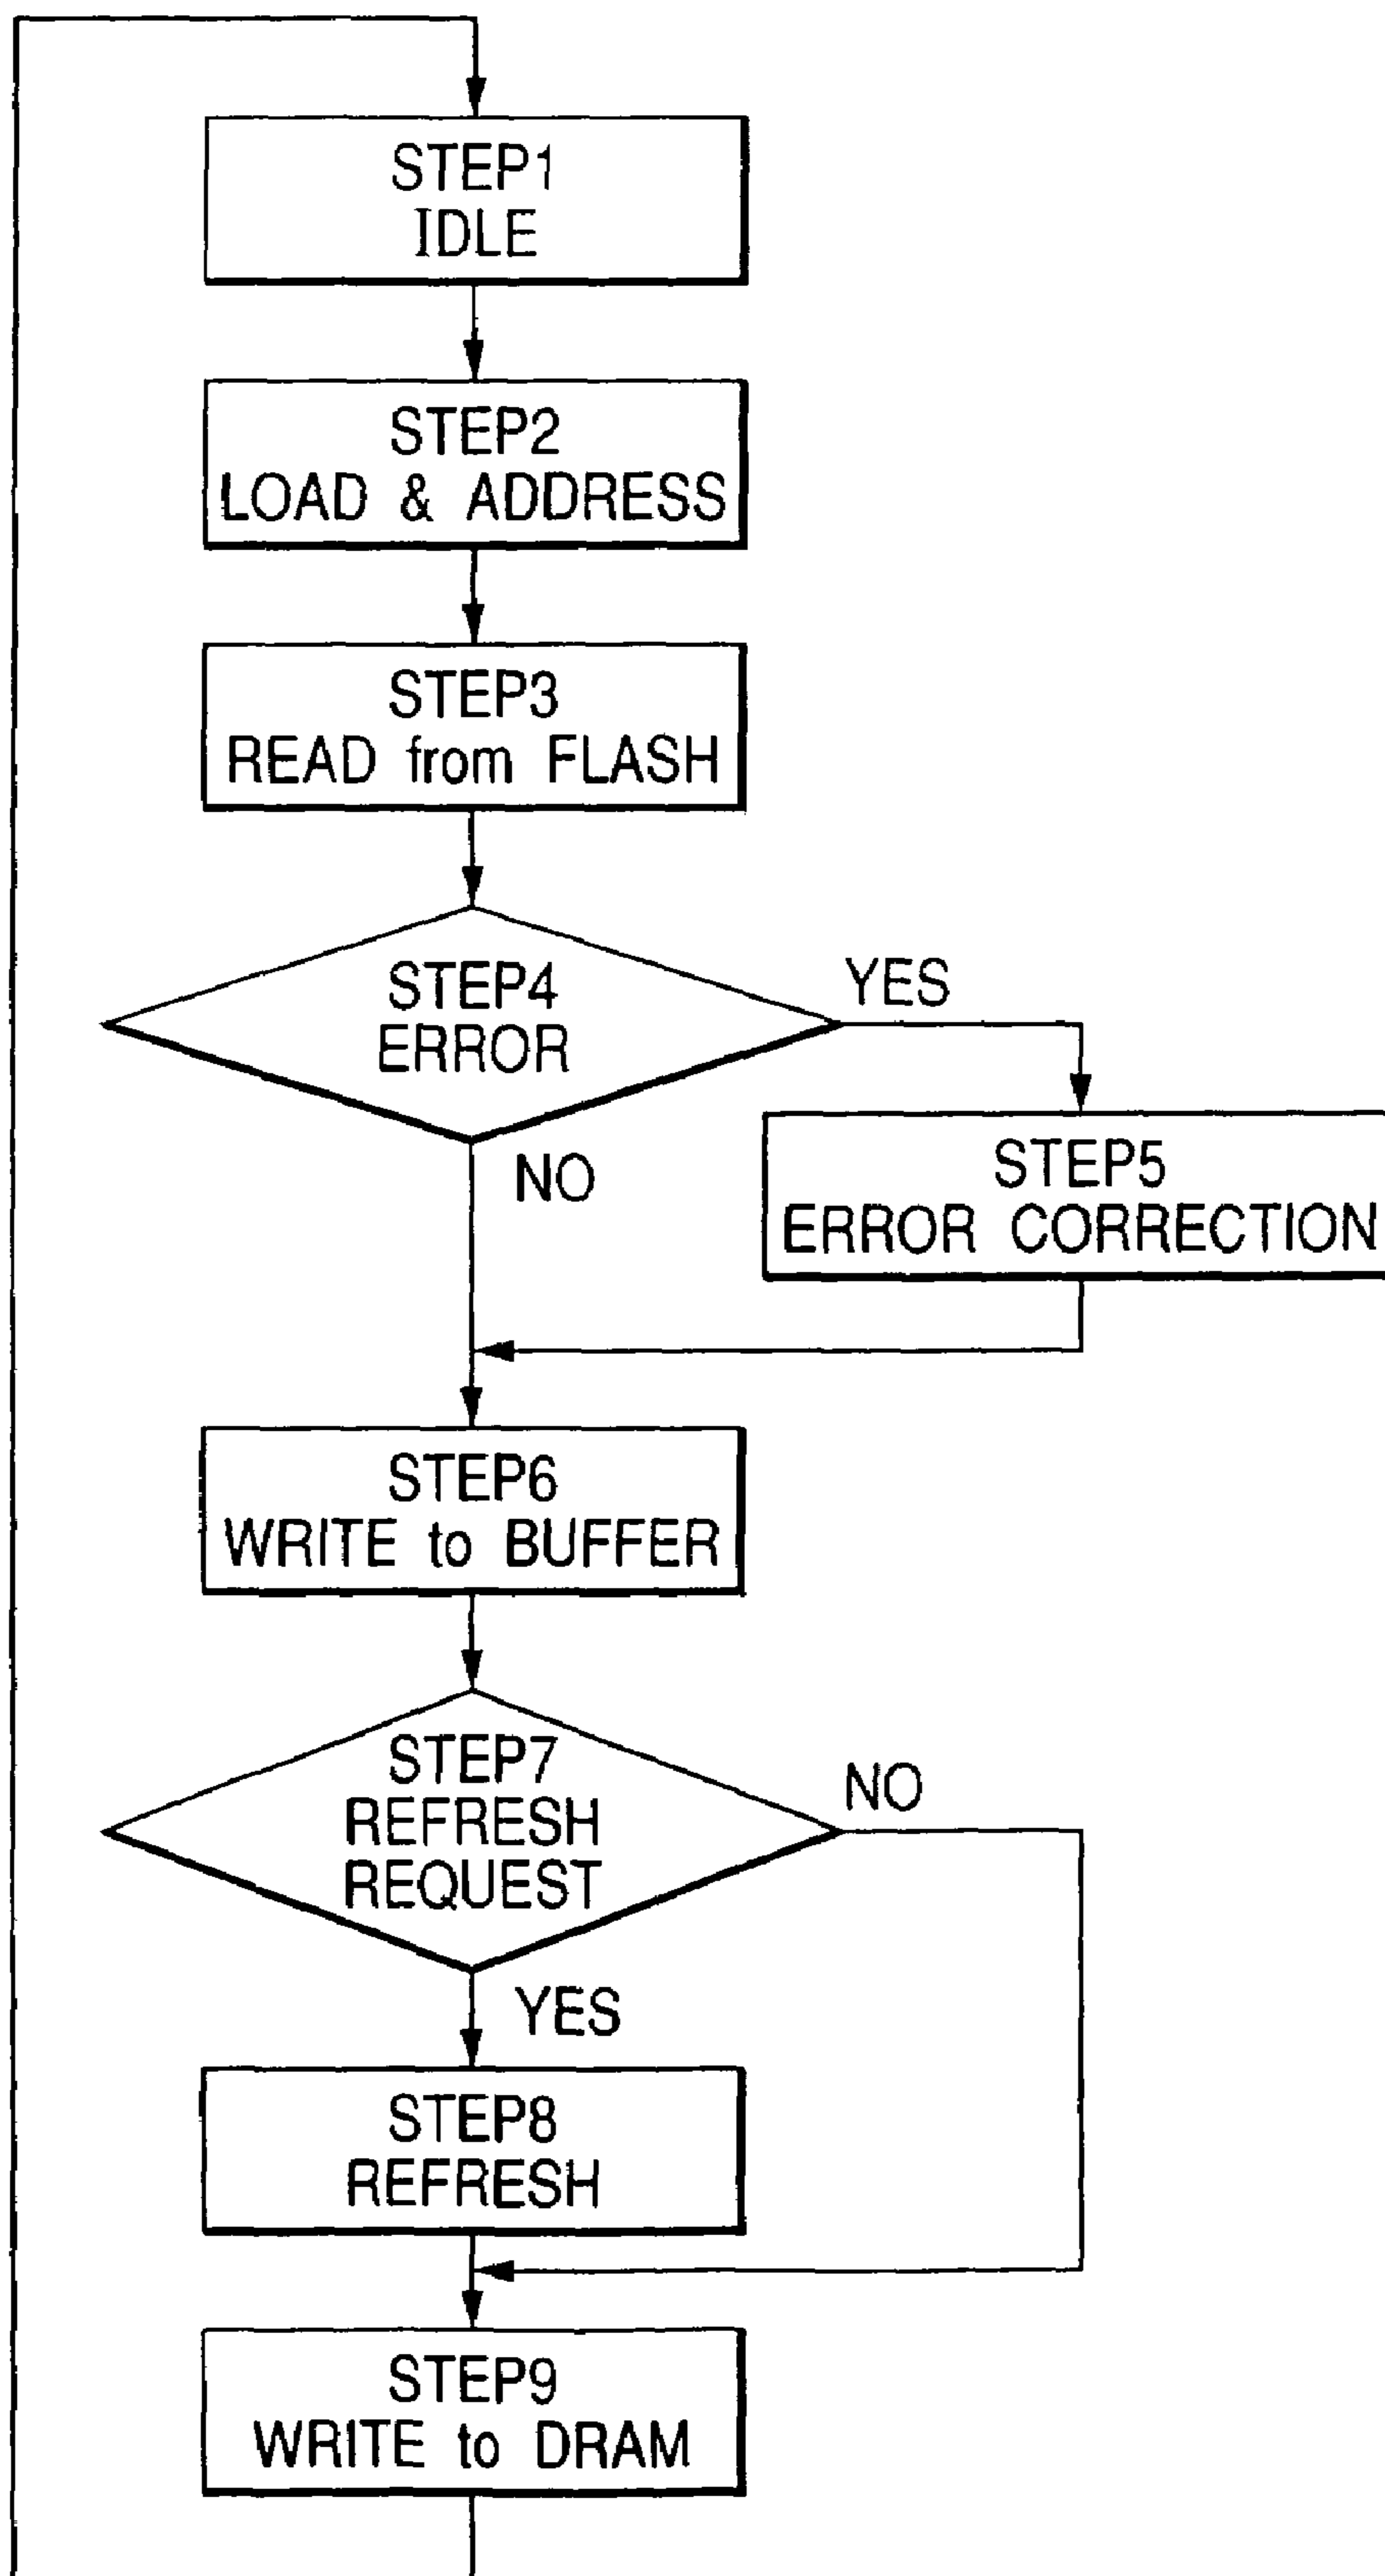 STEP1
IDLE
STEP2
LOAD & ADDRESS
STEP3
READ from FLASH
STEP4
ERROR
YES
NO
STEP5
ERROR CORRECTION
STEP6
WRITE to BUFFER
STEP7
REFRESH
REQUEST
NO
YES
STEP8
REFRESH
STEP9
WRITE to DRAM